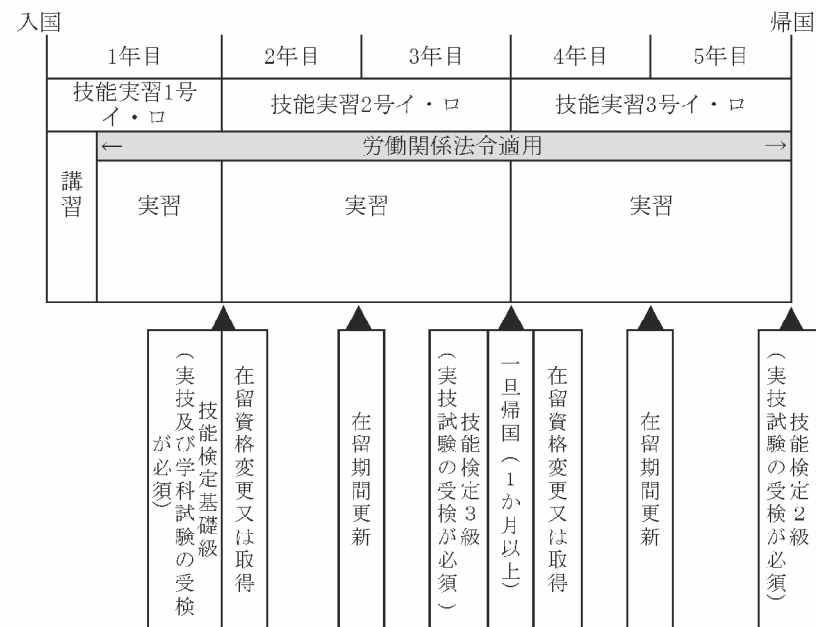 入国
帰国
1年目
2年目
3年目
4年目
5年目
技能実習1号
イ・ロ
技能実習2号イ・ロ
技能実習3号イ・ロ
講習
← 労働関係法令適用 →
実習
実習
実習
技能検定基礎級
(実技及び学科試験の受検
が必須)
在留資格変更又は取得
在留期間更新
技能検定3級
(実技試験の受検が必須)
一旦帰国(1か月以上)
在留資格変更又は取得
在留期間更新
技能検定2級
(実技試験の受検が必須)